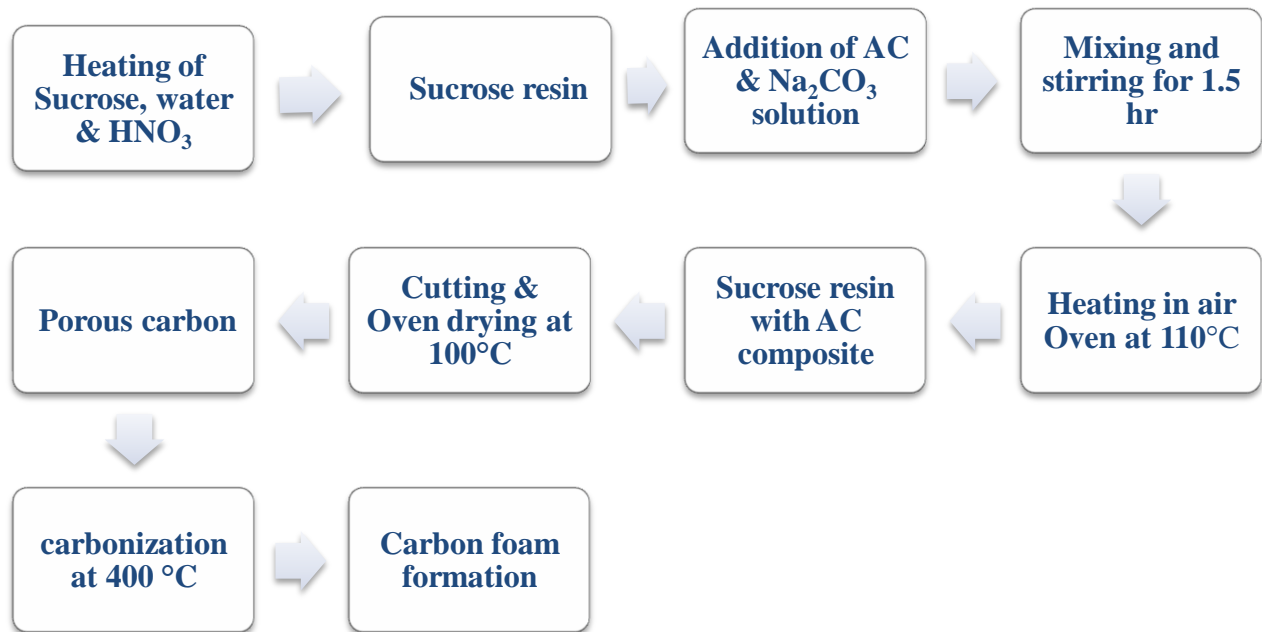 Heating of
Sucrose, water
& HNO₃
Sucrose resin
Addition of AC
& Na₂CO₃
solution
Mixing and
stirring for 1.5
hr
Heating in air
Oven at 110°C
Sucrose resin
with AC
composite
Cutting &
Oven drying at
100°C
Porous carbon
carbonization
at 400 °C
Carbon foam
formation